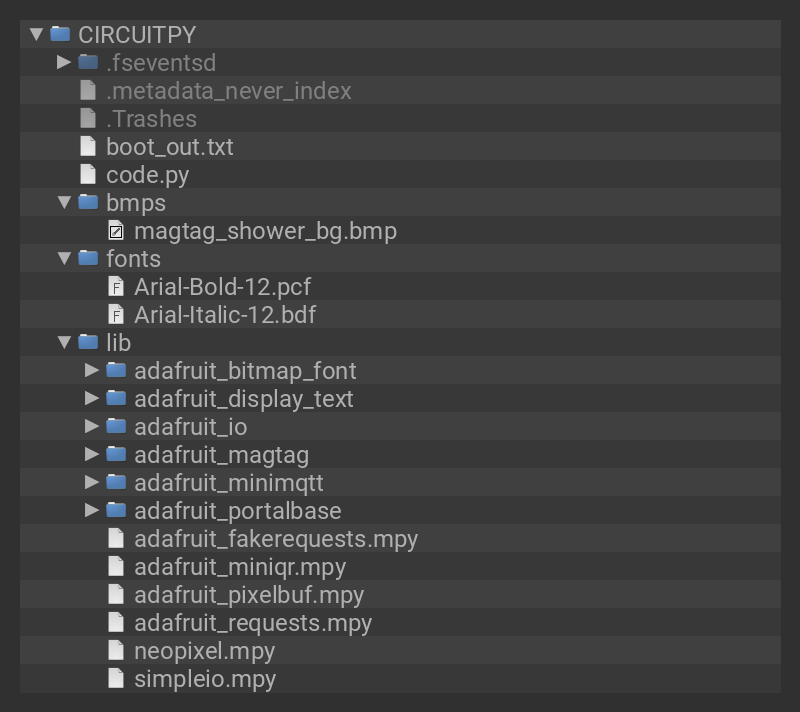 CIRCUITPY
.fseventsd
.metadata_never_index
.Trashes
boot_out.txt
code.py
bmps
magtag_shower_bg.bmp
fonts
Arial-Bold-12.pcf
Arial-Italic-12.bdf
lib
adafruit_bitmap_font
adafruit_display_text
adafruit_io
adafruit_magtag
adafruit_minimqtt
adafruit_portalbase
adafruit_fakerequests.mpy
adafruit_miniqr.mpy
adafruit_pixelbuf.mpy
adafruit_requests.mpy
neopixel.mpy
simpleio.mpy